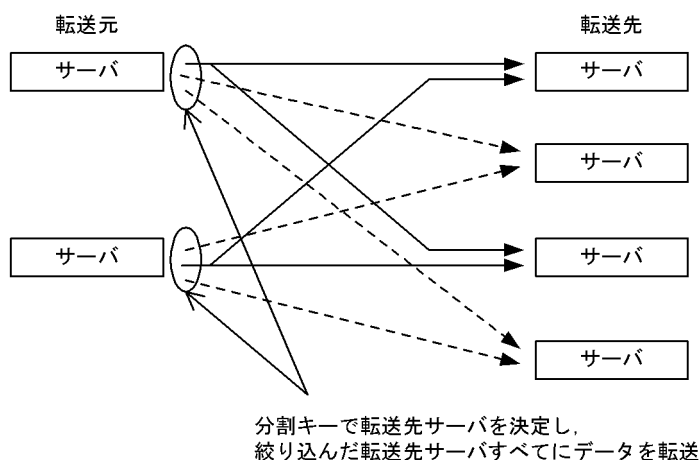 転送元
転送先
サーバ
サーバ
サーバ
サーバ
サーバ
サーバ
分割キーで転送先サーバを決定し,
絞り込んだ転送先サーバすべてにデータを転送